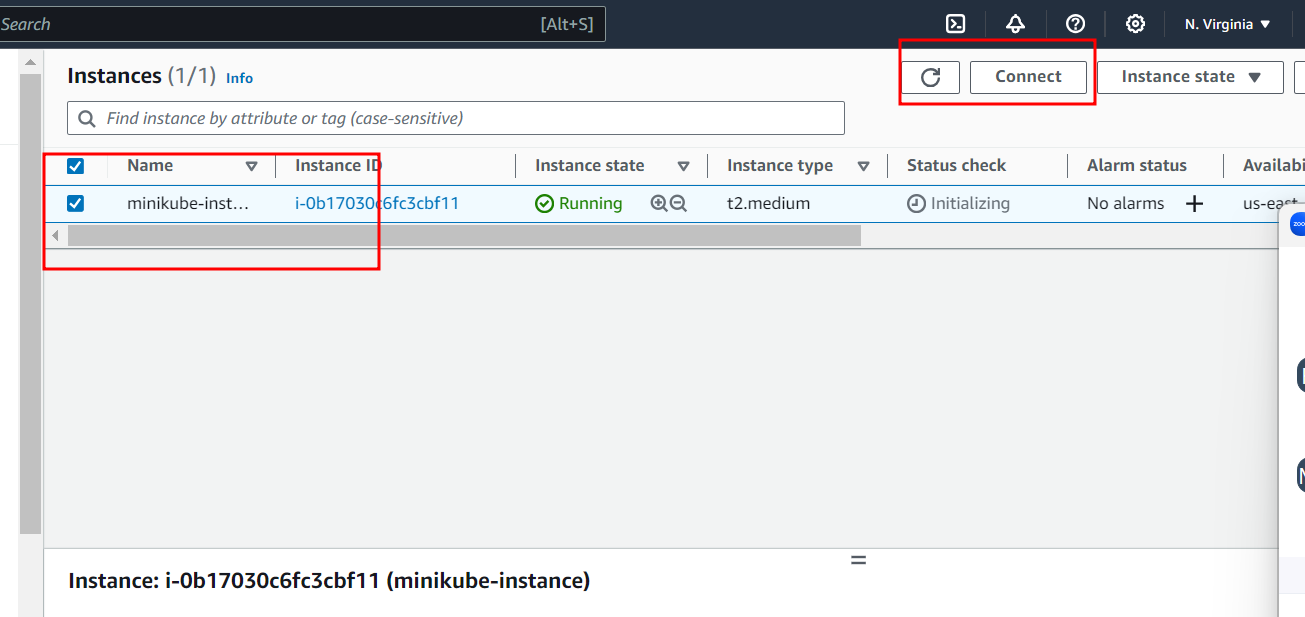 Search [Alt+S] N. Virginia
Instances (1/1) Info Connect Instance state
Find instance by attribute or tag (case-sensitive)
Name Instance ID Instance state Instance type Status check Alarm status Availabi
minikube-inst... i-0b17030c6fc3cbf11 Running t2.medium Initializing No alarms us-east
Instance: i-0b17030c6fc3cbf11 (minikube-instance)